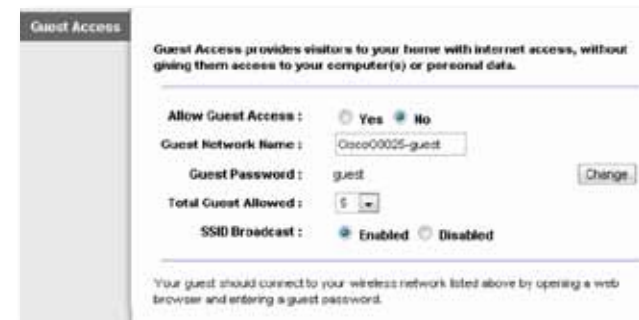 Guest Access
Guest Access provides visitors to your home with internet access, without
giving them access to your computer(s) or personal data.
Allow Guest Access : Yes No
Guest Network Name : Cisco00025-guest
Guest Password : guest Change
Total Guest Allowed : 5
SSID Broadcast : Enabled Disabled
Your guest should connect to your wireless network listed above by opening a web
browser and entering a guest password.